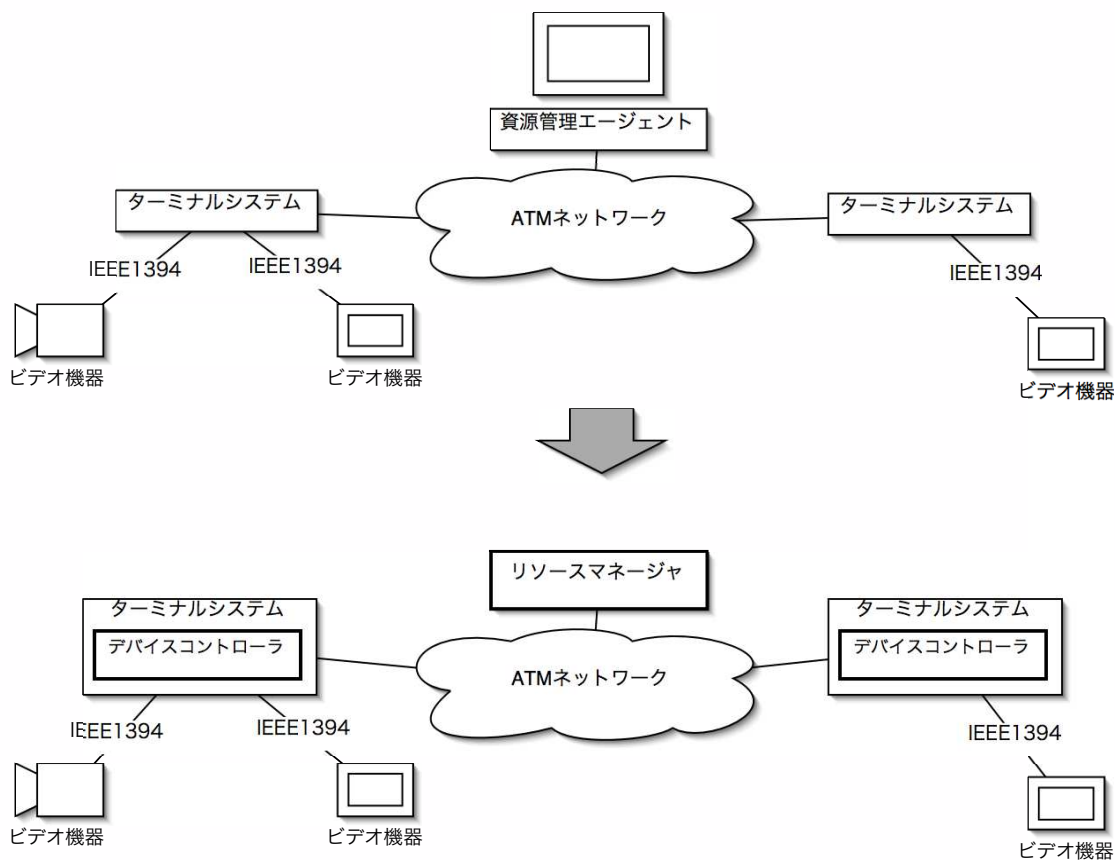 資源管理エージェント
ターミナルシステム
ATMネットワーク
ターミナルシステム
IEEE1394
IEEE1394
IEEE1394
ビデオ機器
ビデオ機器
ビデオ機器
リソースマネージャ
ターミナルシステム
ターミナルシステム
デバイスコントローラ
デバイスコントローラ
ATMネットワーク
IEEE1394
IEEE1394
IEEE1394
ビデオ機器
ビデオ機器
ビデオ機器